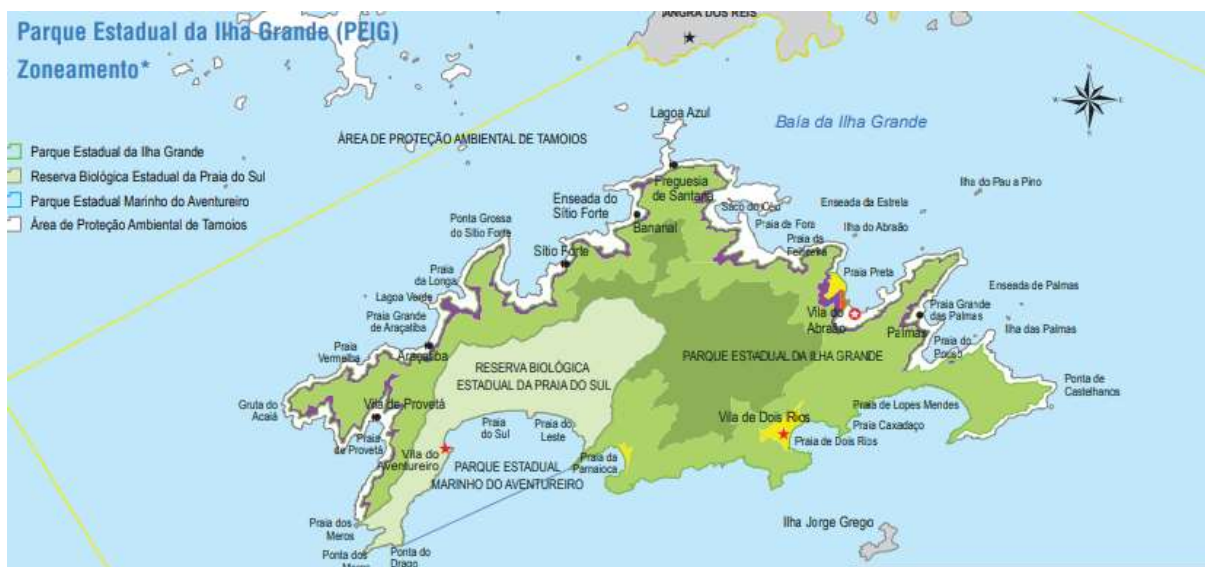 Parque Estadual da Ilha Grande (PEIG)
Zoneamento*
ANGRA DOS REIS
N
Lagoa Azul
Baía da Ilha Grande
ÁREA DE PROTEÇÃO AMBIENTAL DE TAMOIOS
Parque Estadual da Ilha Grande
Reserva Biológica Estadual da Praia do Sul
Parque Estadual Marinho do Aventureiro
Área de Proteção Ambiental de Tamoios
Freguesia
de Santana
Ilha do Pau a Pino
Enseada do
Sítio Forte
Saco do Céu
Enseada da Estrela
Ponta Grossa
do Sítio Forte
Bananal
Praia de Fora
Ilha do Abraão
Praia da
Feiticeira
Sítio Forte
Praia
da Longa
Praia Preta
Enseada de Palmas
Lagoa Verde
Praia Grande
de Araçatiba
Vila do
Abraão
Praia Grande
das Palmas
Palmas
Ilha das Palmas
Praia do
Pouso
Praia
Vermelha
Araçatiba
RESERVA BIOLÓGICA
ESTADUAL DA PRAIA DO SUL
PARQUE ESTADUAL DA ILHA GRANDE
Ponta de
Castelhanos
Gruta do
Acaiá
Vila de Provetá
Praia de Lopes Mendes
Vila de Dois Rios
Praia Caxadaço
Praia
do Sul
Praia do
Leste
Praia
de Provetá
Praia de Dois Rios
Vila do
Aventureiro
Praia da
Parnaioca
PARQUE ESTADUAL
MARINHO DO AVENTUREIRO
Praia dos
Meros
Ilha Jorge Grego
Ponta dos
Ponta do
Drago